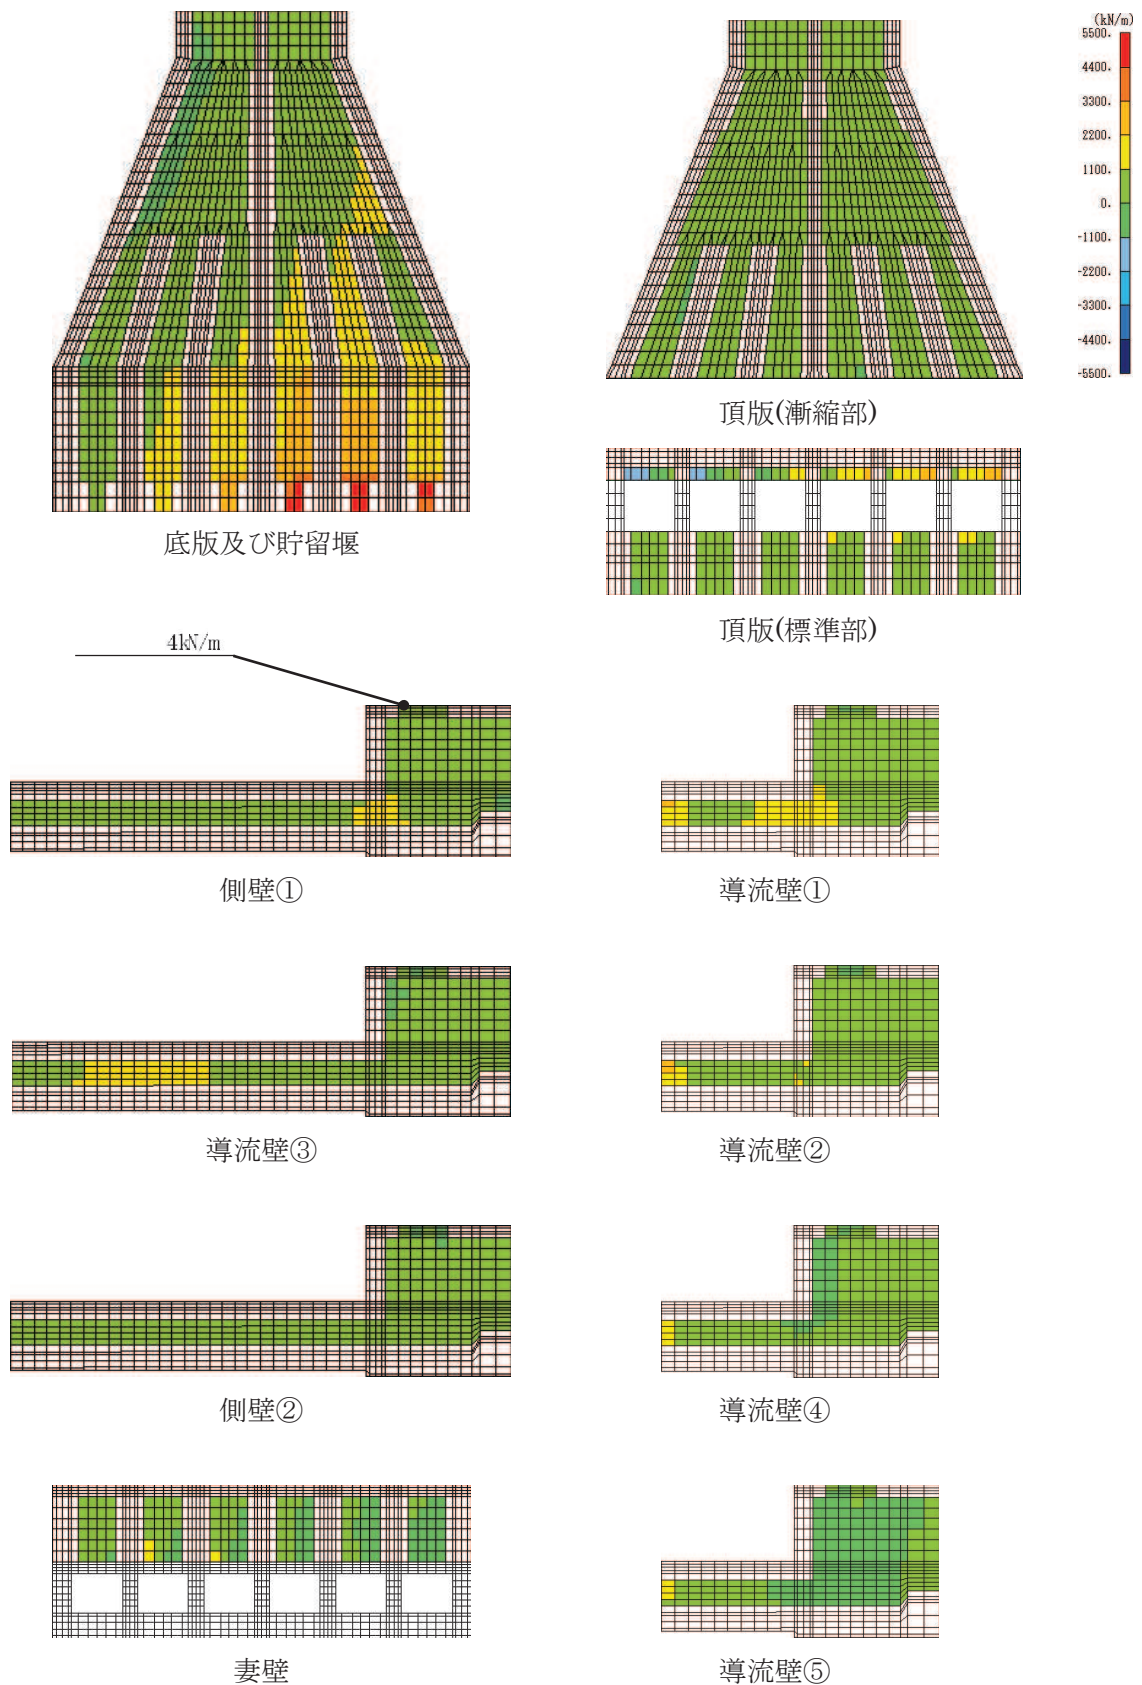 (kN/m)
5500.
4400.
3300.
2200.
1100.
0.
-1100.
-2200.
-3300.
-4400.
-5500.
頂版(漸縮部)
底版及び貯留堰
頂版(標準部)
4kN/m
側壁①
導流壁①
導流壁③
導流壁②
側壁②
導流壁④
妻壁
導流壁⑤